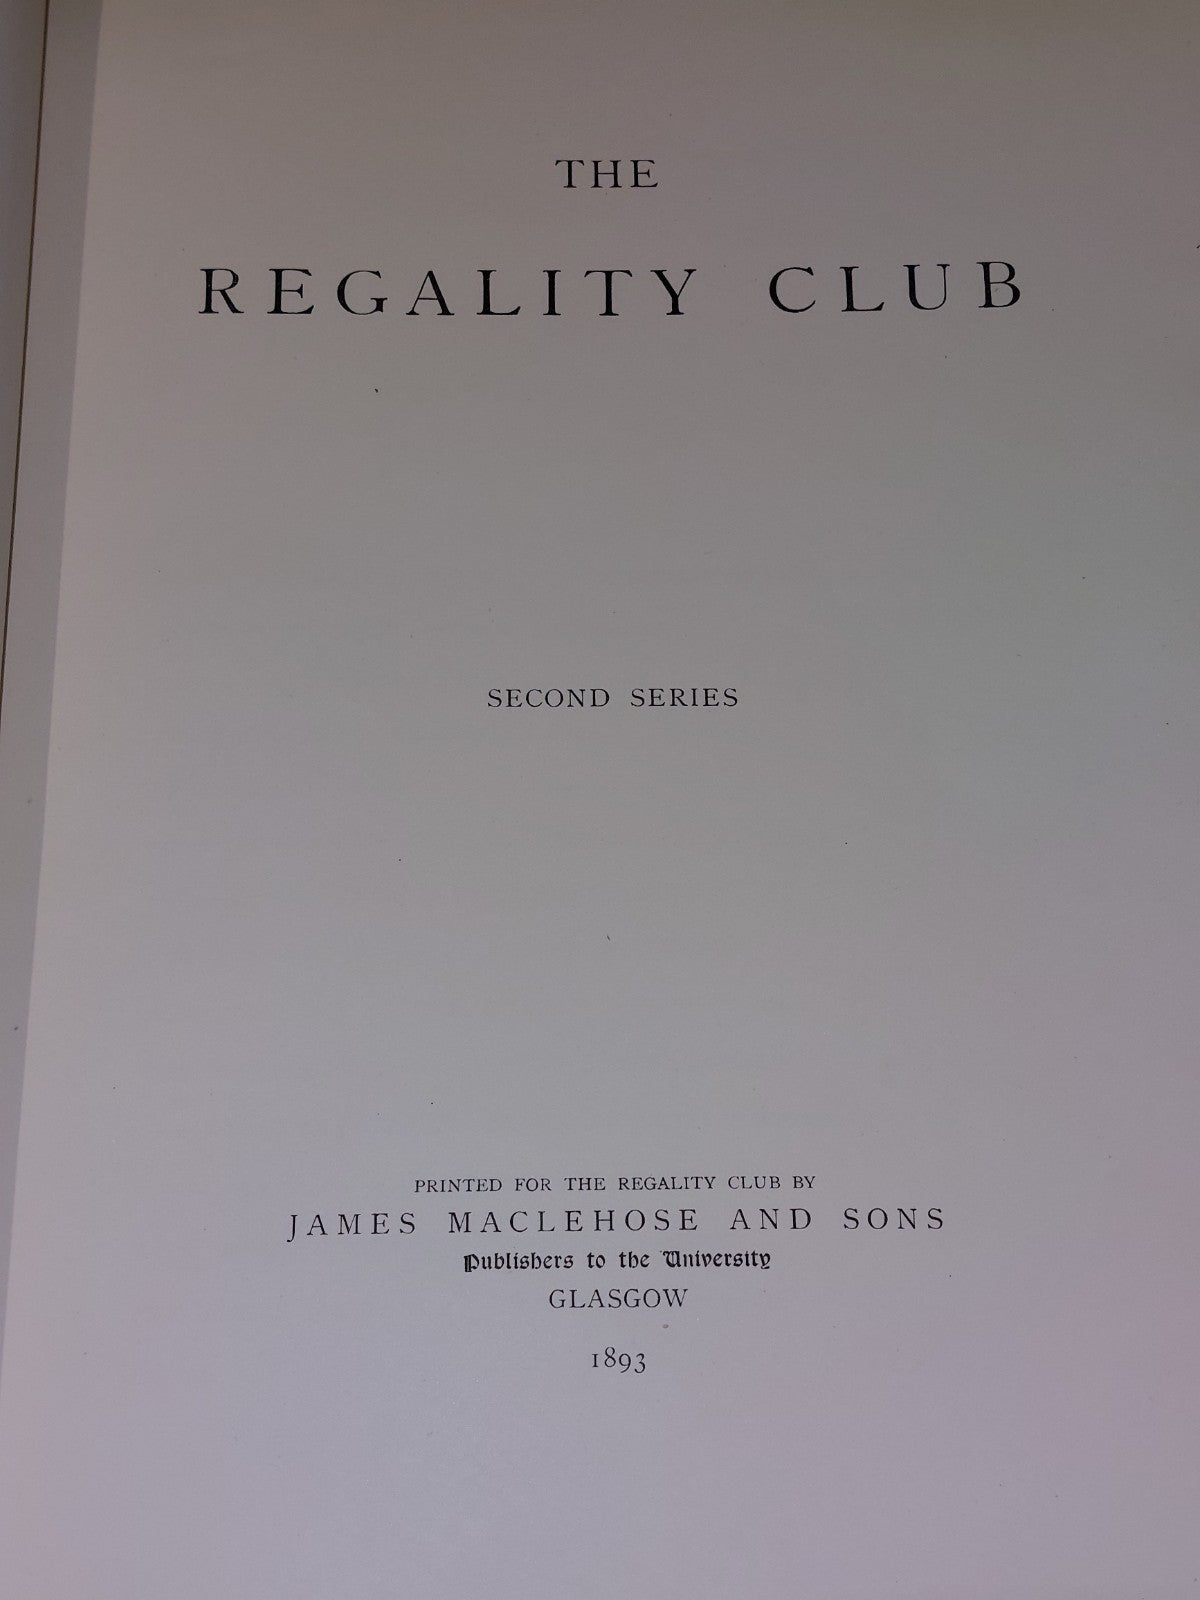 THE
REGALITY CLUB
SECOND SERIES
PRINTED FOR THE REGALITY CLUB BY
JAMES MACLEHOSE AND SONS
Publishers to the University
GLASGOW
1893